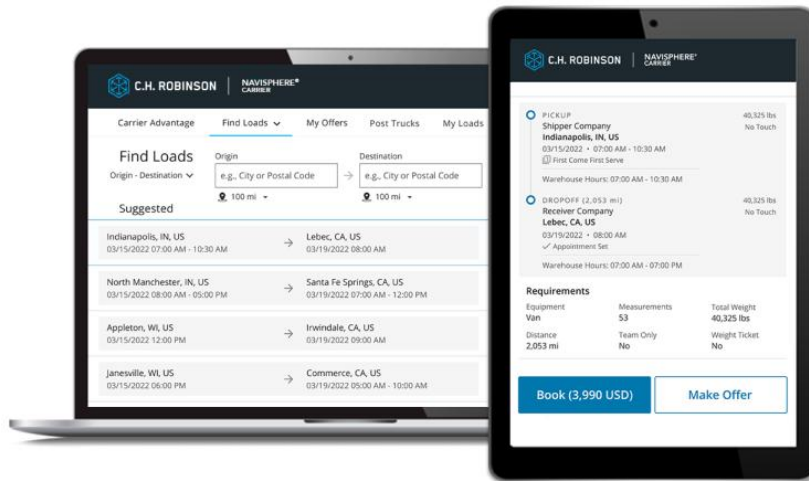 C.H. ROBINSON
NAVISPHERE®
CARRIER
Carrier Advantage Find Loads My Offers Post Trucks My Loads
Find Loads
Origin - Destination
Origin
e.g., City or Postal Code
100 mi
Destination
e.g., City or Postal Code
100 mi
Suggested
Indianapolis, IN, US
03/15/2022 07:00 AM - 10:30 AM
Lebec, CA, US
03/19/2022 08:00 AM
North Manchester, IN, US
03/15/2022 08:00 AM - 05:00 PM
Santa Fe Springs, CA, US
03/19/2022 07:00 AM - 12:00 PM
Appleton, WI, US
03/15/2022 12:00 PM
Irwindale, CA, US
03/19/2022 09:00 AM
Janesville, WI, US
03/15/2022 06:00 PM
Commerce, CA, US
03/19/2022 05:00 AM - 10:00 AM
C.H. ROBINSON
NAVISPHERE®
CARRIER
PICKUP 40,325 lbs
Shipper Company No Touch
Indianapolis, IN, US
03/15/2022 • 07:00 AM - 10:30 AM
First Come First Serve
Warehouse Hours: 07:00 AM - 10:30 AM
DROPOFF (2,053 mi) 40,325 lbs
Receiver Company No Touch
Lebec, CA, US
03/19/2022 • 08:00 AM
Appointment Set
Warehouse Hours: 07:00 AM - 07:00 PM
Requirements
Equipment Measurements Total Weight
Van 53 40,325 lbs
Distance Team Only Weight Ticket
2,053 mi No No
Book (3,990 USD) Make Offer